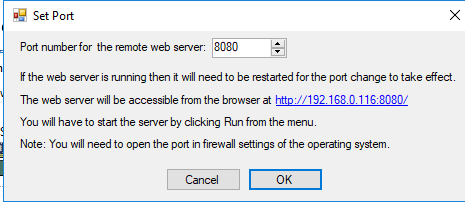 Set Port
Port number for the remote web server: 8080
If the web server is running then it will need to be restarted for the port change to take effect.
The web server will be accessible from the browser at http://192.168.0.116:8080/
You will have to start the server by clicking Run from the menu.
Note: You will need to open the port in firewall settings of the operating system.
Cancel OK